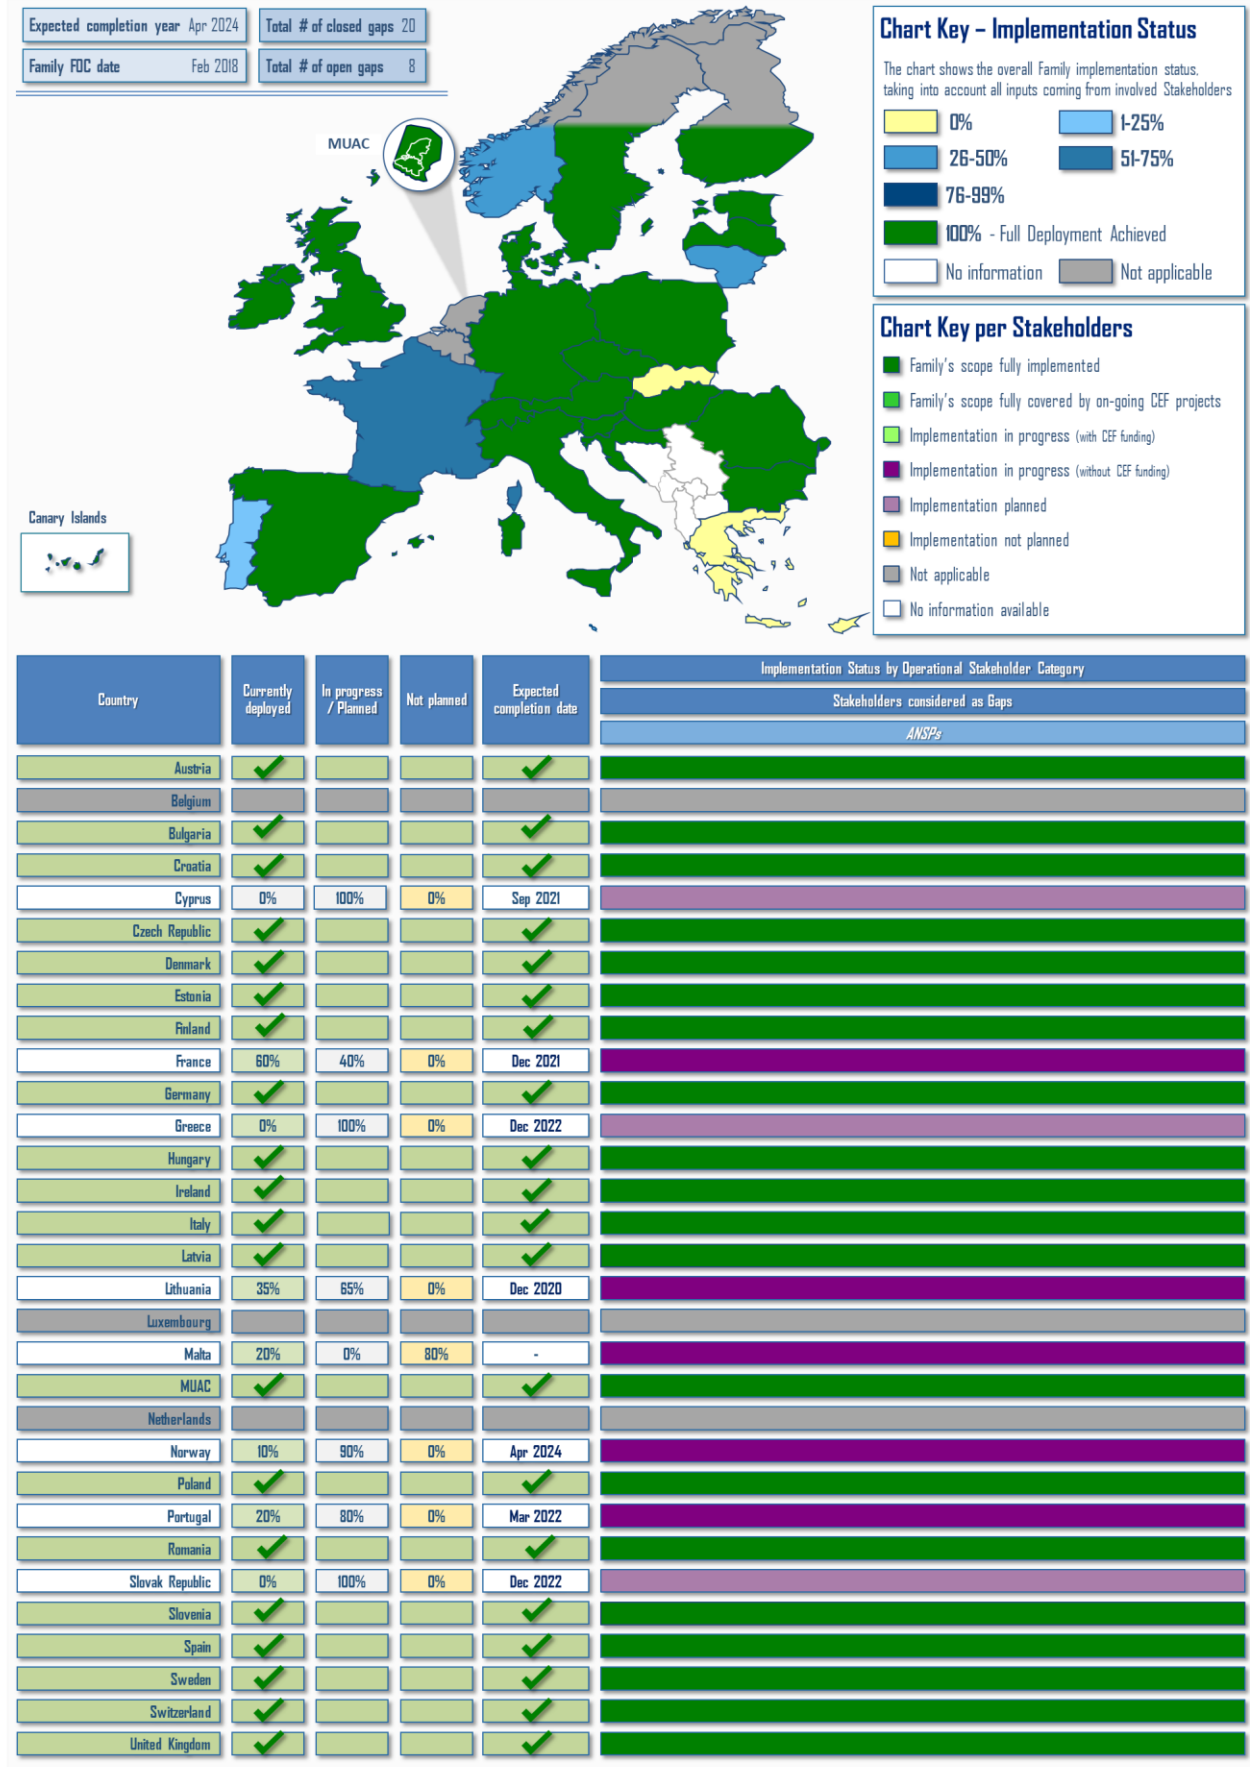 Expected completion year Apr 2024
Total # of closed gaps 20
Family FOC date Feb 2018
Total # of open gaps 8
MUAC
Canary Islands
Chart Key – Implementation Status
The chart shows the overall Family implementation status,
taking into account all inputs coming from involved Stakeholders
0% 1-25%
26-50% 51-75%
76-99%
100% - Full Deployment Achieved
No information Not applicable
Chart Key per Stakeholders
Family's scope fully implemented
Family's scope fully covered by on-going CEF projects
Implementation in progress (with CEF funding)
Implementation in progress (without CEF funding)
Implementation planned
Implementation not planned
Not applicable
No information available
Country
Currently
deployed
In progress
/ Planned
Not planned
Expected
completion date
Implementation Status by Operational Stakeholder Category
Stakeholders considered as Gaps
ANSPs
Austria
Belgium
Bulgaria
Croatia
Cyprus 0% 100% 0% Sep 2021
Czech Republic
Denmark
Estonia
Finland
France 60% 40% 0% Dec 2021
Germany
Greece 0% 100% 0% Dec 2022
Hungary
Ireland
Italy
Latvia
Lithuania 35% 65% 0% Dec 2020
Luxembourg
Malta 20% 0% 80% -
MUAC
Netherlands
Norway 10% 90% 0% Apr 2024
Poland
Portugal 20% 80% 0% Mar 2022
Romania
Slovak Republic 0% 100% 0% Dec 2022
Slovenia
Spain
Sweden
Switzerland
United Kingdom